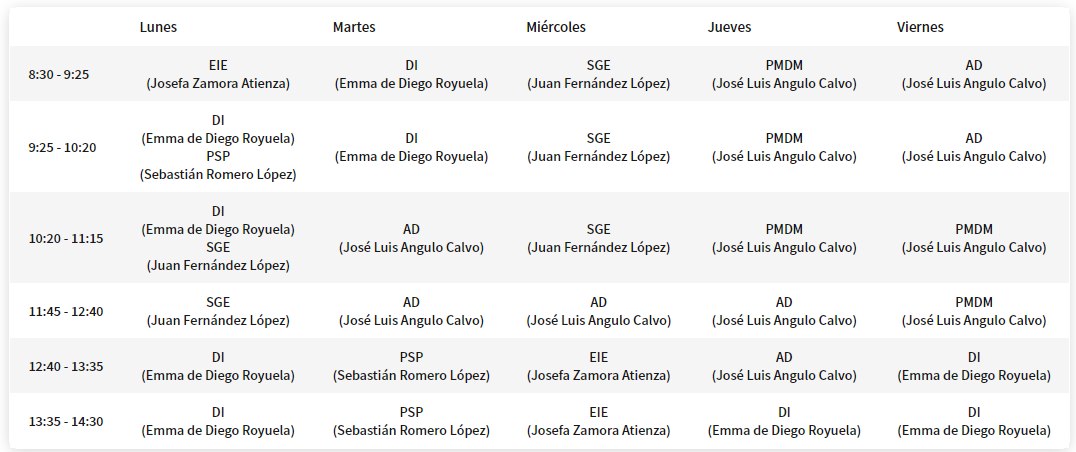 Lunes Martes Miércoles Jueves Viernes
8:30 - 9:25
EIE
(Josefa Zamora Atienza)
DI
(Emma de Diego Royuela)
SGE
(Juan Fernández López)
PMDM
(José Luis Angulo Calvo)
AD
(José Luis Angulo Calvo)
9:25 - 10:20
DI
(Emma de Diego Royuela)
PSP
(Sebastián Romero López)
DI
(Emma de Diego Royuela)
SGE
(Juan Fernández López)
PMDM
(José Luis Angulo Calvo)
AD
(José Luis Angulo Calvo)
10:20 - 11:15
DI
(Emma de Diego Royuela)
SGE
(Juan Fernández López)
AD
(José Luis Angulo Calvo)
SGE
(Juan Fernández López)
PMDM
(José Luis Angulo Calvo)
PMDM
(José Luis Angulo Calvo)
11:45 - 12:40
SGE
(Juan Fernández López)
AD
(José Luis Angulo Calvo)
AD
(José Luis Angulo Calvo)
AD
(José Luis Angulo Calvo)
PMDM
(José Luis Angulo Calvo)
12:40 - 13:35
DI
(Emma de Diego Royuela)
PSP
(Sebastián Romero López)
EIE
(Josefa Zamora Atienza)
AD
(José Luis Angulo Calvo)
DI
(Emma de Diego Royuela)
13:35 - 14:30
DI
(Emma de Diego Royuela)
PSP
(Sebastián Romero López)
EIE
(Josefa Zamora Atienza)
DI
(Emma de Diego Royuela)
DI
(Emma de Diego Royuela)